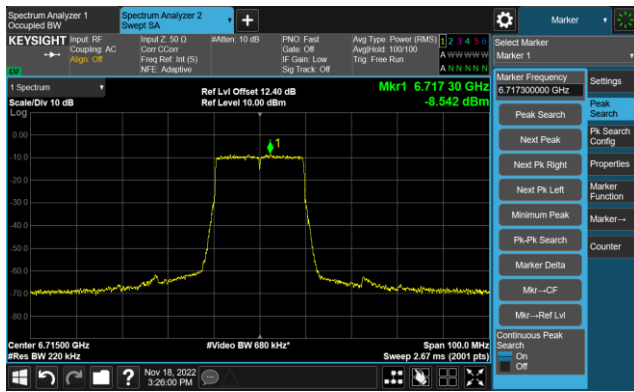 Spectrum Analyzer 1
Occupied BW
Spectrum Analyzer 2
Swept SA
Marker
KEYSIGHT
Input: RF
Coupling: AC
Align: Off
Input Z: 50 Ω
Corr CCorr
Freq Ref: Int (S)
NFE: Adaptive
#Atten: 10 dB
PNO: Fast
Gate: Off
IF Gain: Low
Sig Track: Off
Avg Type: Power (RMS)
Avg|Hold: 100/100
Trig: Free Run
1 2 3 4 5 6
A W W W W W
A N N N N N
Select Marker
Marker 1
1 Spectrum
Scale/Div 10 dB
Log
Ref Lvl Offset 12.40 dB
Ref Level 10.00 dBm
Mkr1 6.717 30 GHz
-8.542 dBm
1
0.00
-10.0
-20.0
-30.0
-40.0
-50.0
-60.0
-70.0
-80.0
Center 6.71500 GHz
#Res BW 220 kHz
#Video BW 680 kHz*
Span 100.0 MHz
Sweep 2.67 ms (2001 pts)
Marker Frequency
6.717300000 GHz
Peak Search
Next Peak
Next Pk Right
Next Pk Left
Minimum Peak
Pk-Pk Search
Marker Delta
Mkr→CF
Mkr→Ref Lvl
Continuous Peak
Search
On
Off
Settings
Peak
Search
Pk Search
Config
Properties
Marker
Function
Marker→
Counter
Nov 18, 2022
3:26:00 PM